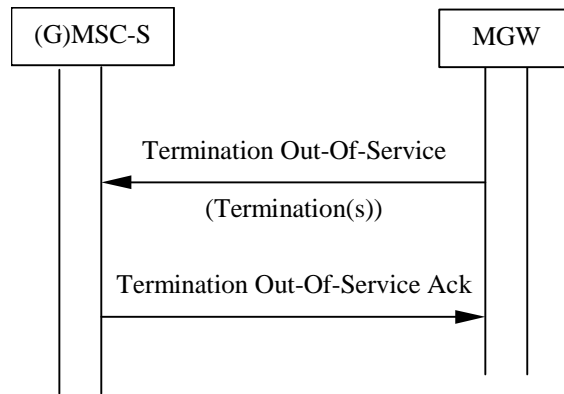 (G)MSC-S
MGW
Termination Out-Of-Service
(Termination(s))
Termination Out-Of-Service Ack